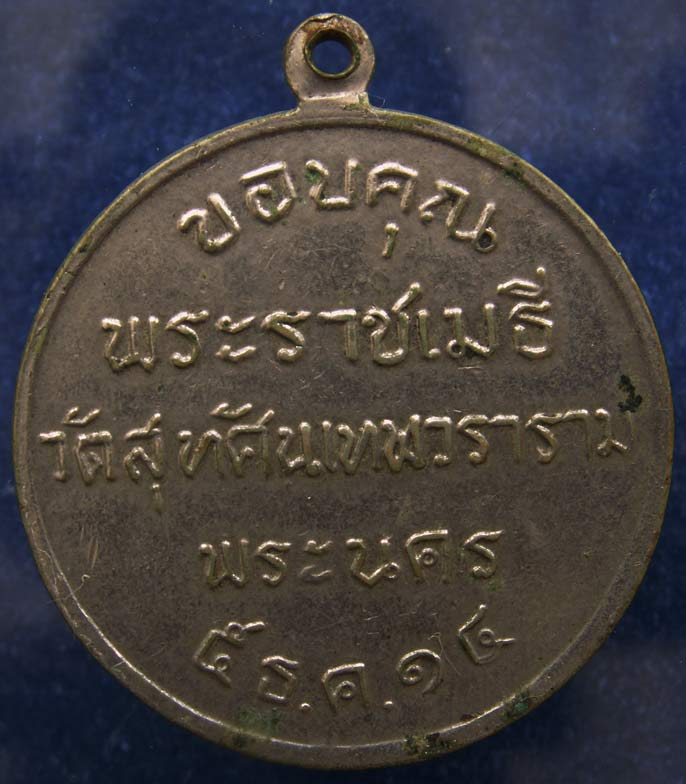 ขอบคุณ
พระราชเมธี
วัดสุทัศนเทพวราราม
พระนคร
๕ ธ.ค.๑๔